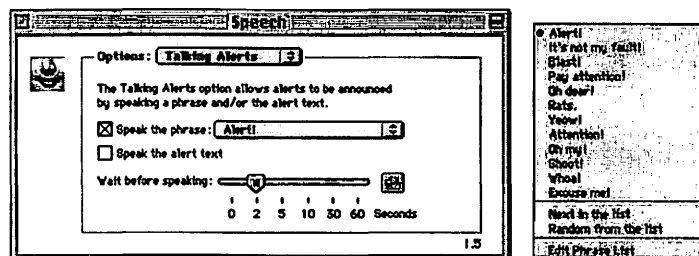 Speech
Options: Talking Alerts
The Talking Alerts option allows alerts to be announced
by speaking a phrase and/or the alert text.
Speak the phrase: Alert!
Speak the alert text
Wait before speaking:
0 2 5 10 30 60 Seconds
1.5
Alert!
It's not my fault!
Blast!
Pay attention!
Oh dear!
Rats.
Yeow!
Attention!
Oh my!
Shoot!
Whoa!
Excuse me!
Next in the list
Random from the list
Edit Phrase List